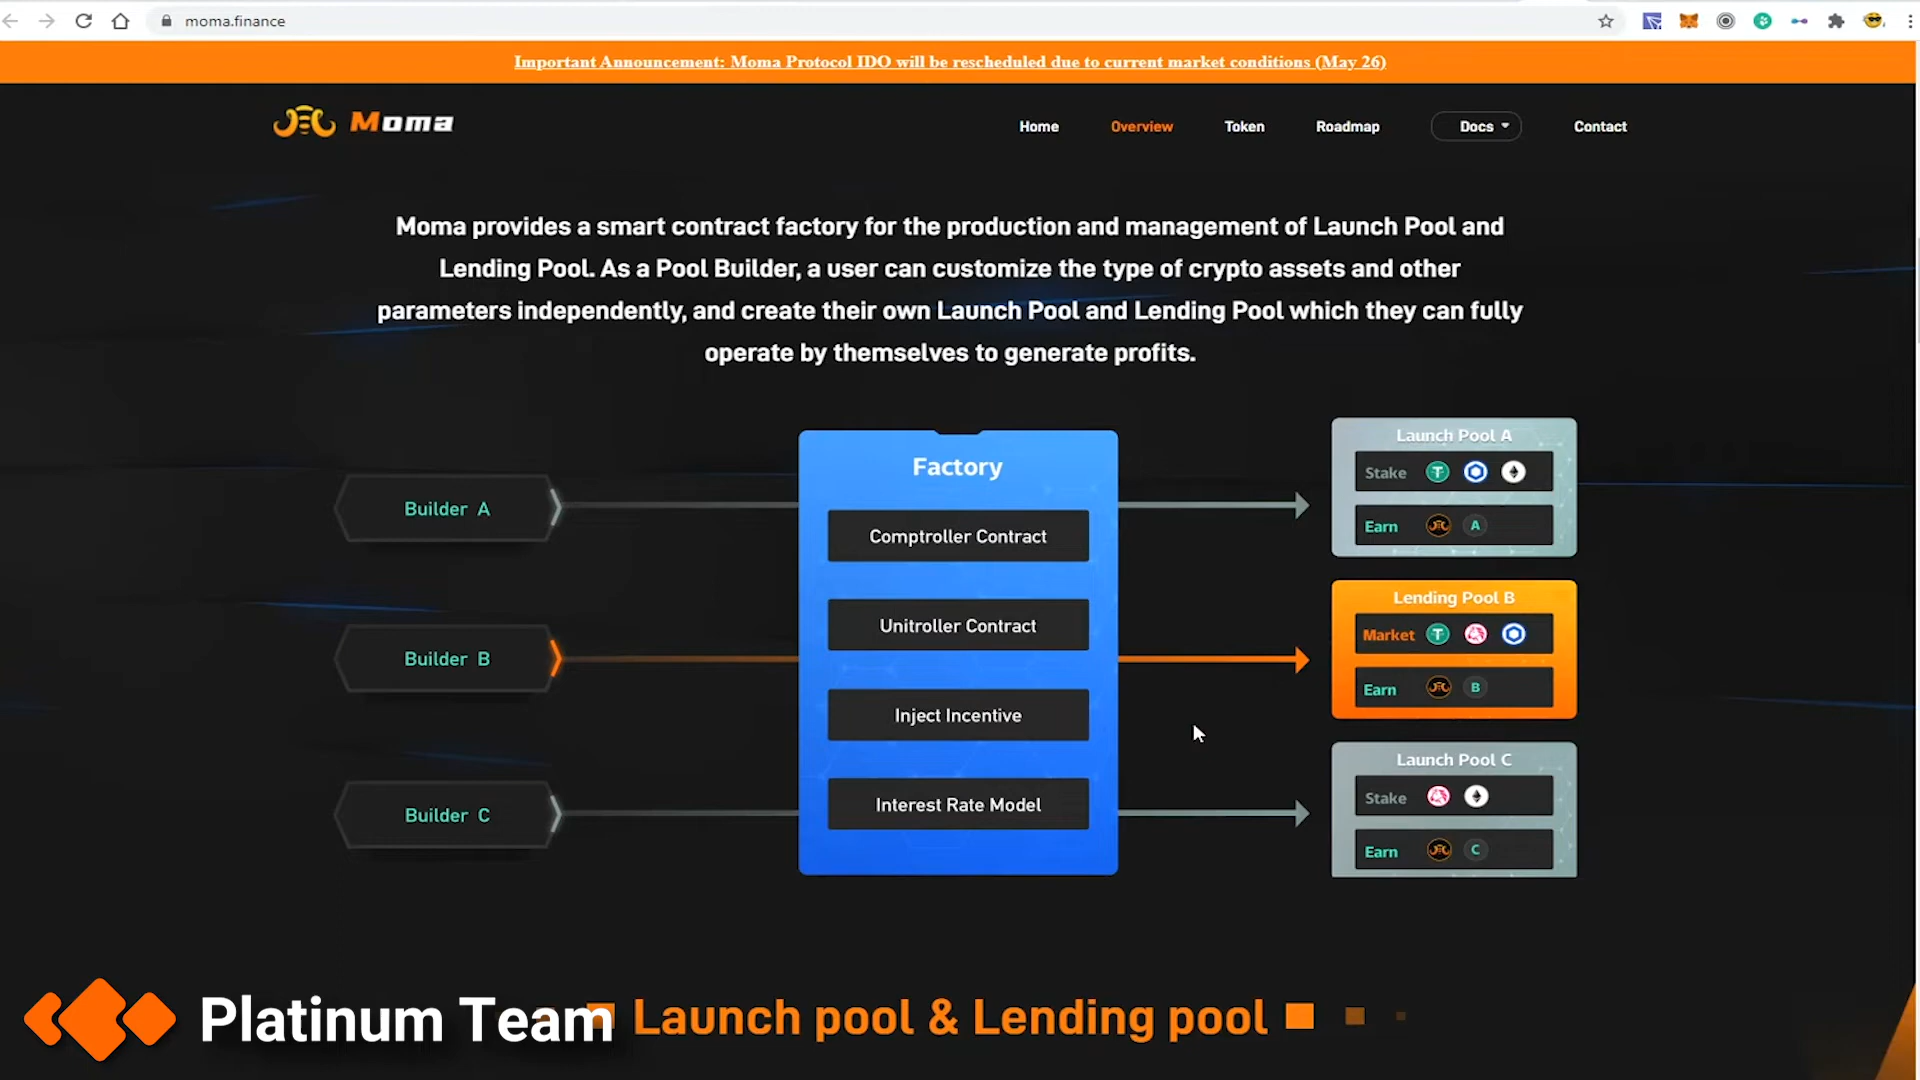 moma.finance
Important Announcement: Moma Protocol IDO will be rescheduled due to current market conditions (May 26)
Moma
Home
Overview
Token
Roadmap
Docs
Contact
Moma provides a smart contract factory for the production and management of Launch Pool and
Lending Pool. As a Pool Builder, a user can customize the type of crypto assets and other
parameters independently, and create their own Launch Pool and Lending Pool which they can fully
operate by themselves to generate profits.
Builder A
Builder B
Builder C
Factory
Comptroller Contract
Unitroller Contract
Inject Incentive
Interest Rate Model
Launch Pool A
Stake
Earn
A
Lending Pool B
Market
Earn
B
Launch Pool C
Stake
Earn
C
Platinum Team
Launch pool & Lending pool